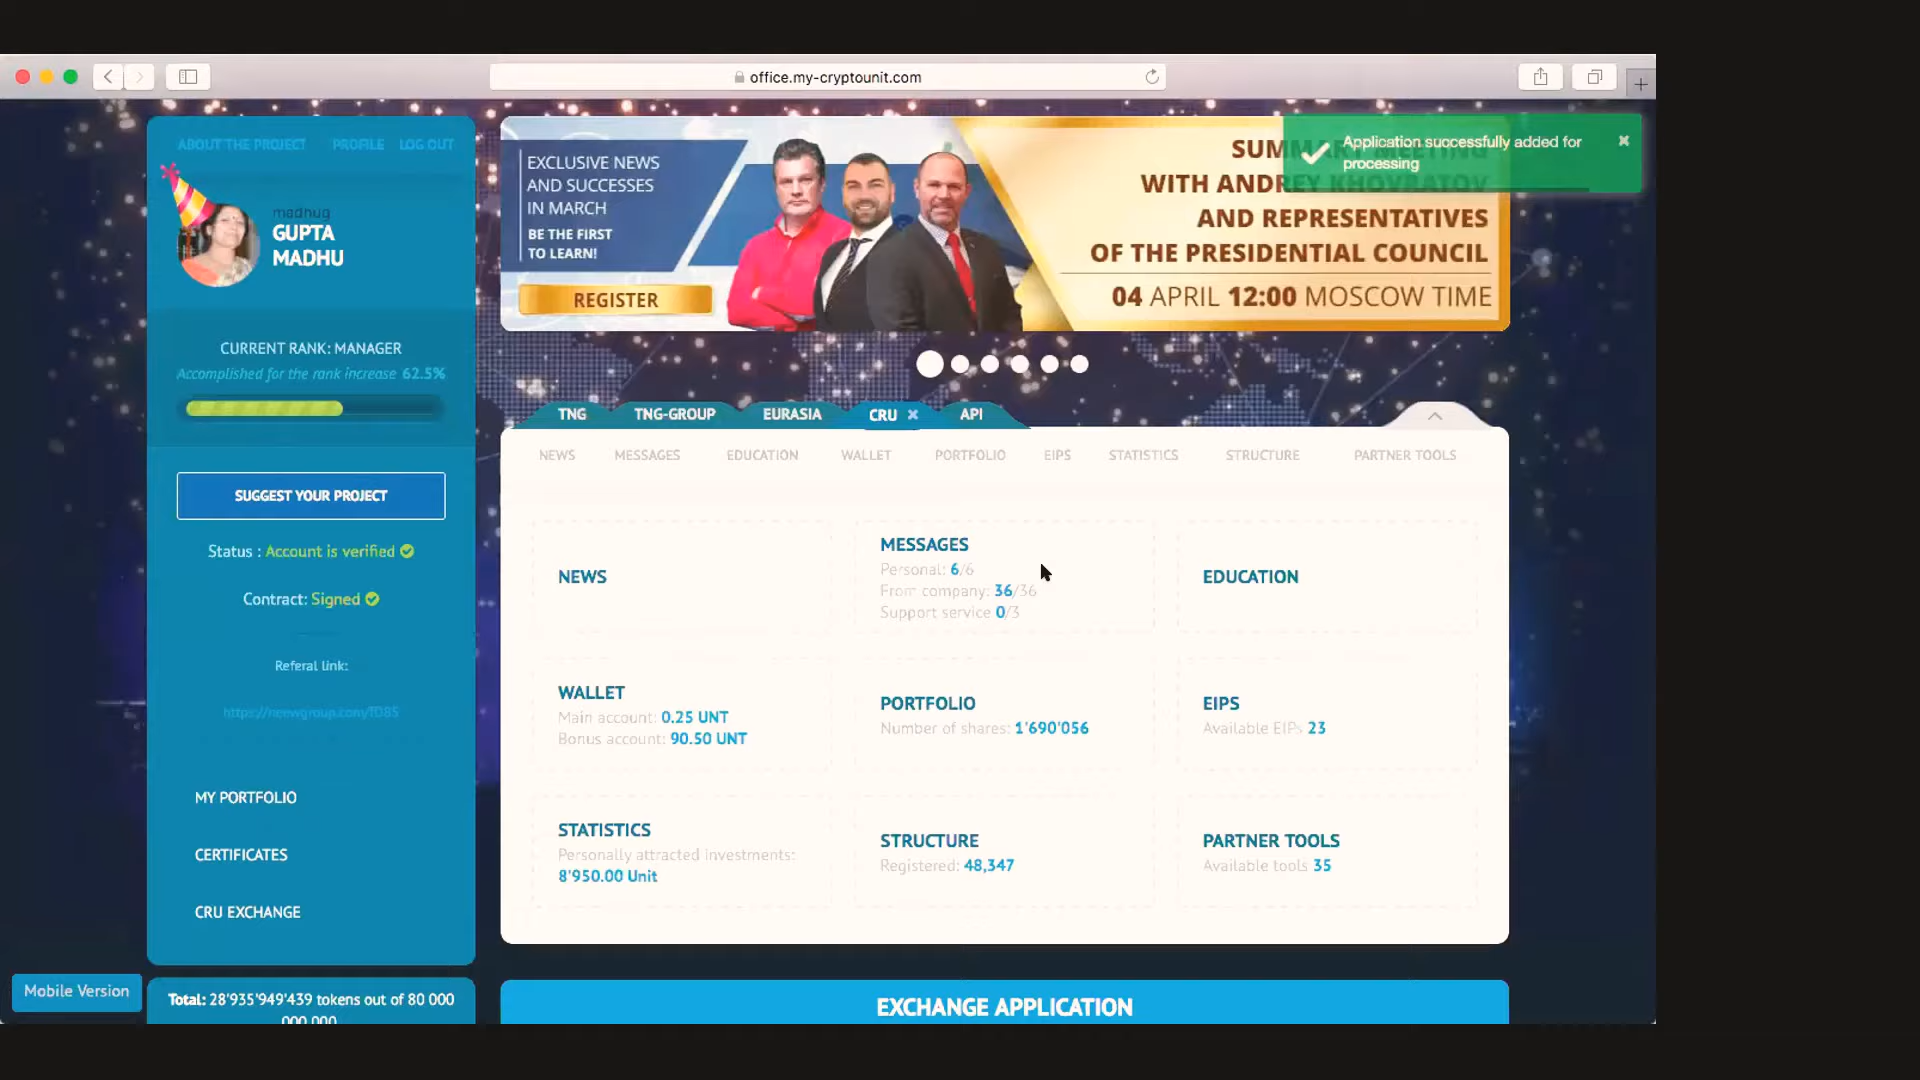 office.my-cryptounit.com
ABOUT THE PROJECT PROFILE LOG OUT
madhug
GUPTA
MADHU
CURRENT RANK: MANAGER
Accomplished for the rank increase 62.5%
SUGGEST YOUR PROJECT
Status : Account is verified
Contract: Signed
Referal link:
MY PORTFOLIO
CERTIFICATES
CRU EXCHANGE
Mobile Version
Total: 28'935'949'439 tokens out of 80 000
000 000
EXCLUSIVE NEWS
AND SUCCESSES
IN MARCH
BE THE FIRST
TO LEARN!
REGISTER
WITH ANDREY KHOVRATOV
AND REPRESENTATIVES
OF THE PRESIDENTIAL COUNCIL
04 APRIL 12:00 MOSCOW TIME
Application successfully added for
processing
TNG TNG-GROUP EURASIA CRU API
NEWS MESSAGES EDUCATION WALLET PORTFOLIO EIPS STATISTICS STRUCTURE PARTNER TOOLS
NEWS
MESSAGES
Personal: 6/6
From company: 36/36
Support service 0/3
EDUCATION
WALLET
Main account: 0.25 UNT
Bonus account: 90.50 UNT
PORTFOLIO
Number of shares: 1'690'056
EIPS
Available EIPs 23
STATISTICS
Personally attracted investments:
8'950.00 Unit
STRUCTURE
Registered: 48,347
PARTNER TOOLS
Available tools 35
EXCHANGE APPLICATION